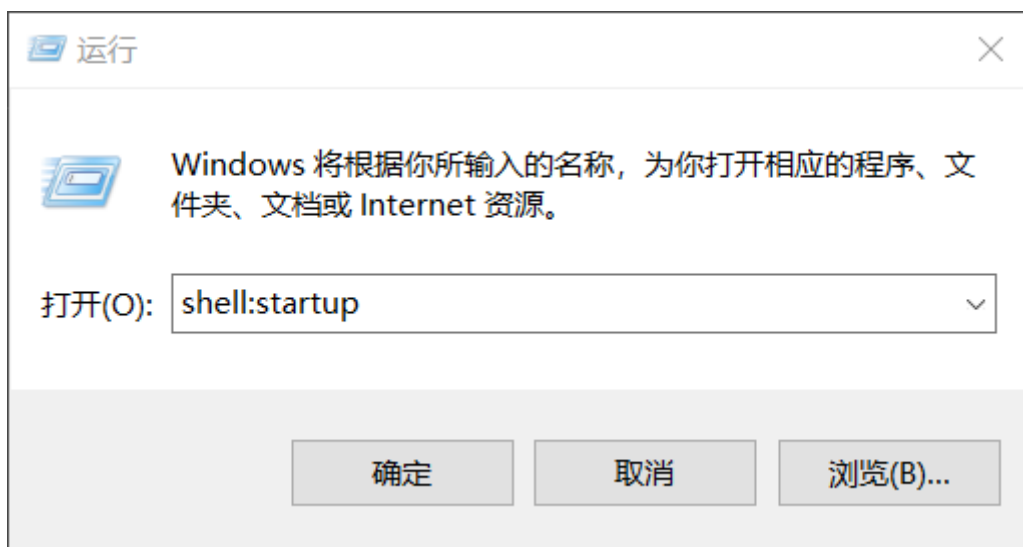 运行
Windows 将根据你所输入的名称，为你打开相应的程序、文
件夹、文档或 Internet 资源。
打开(O): shell:startup
确定 取消 浏览(B)...